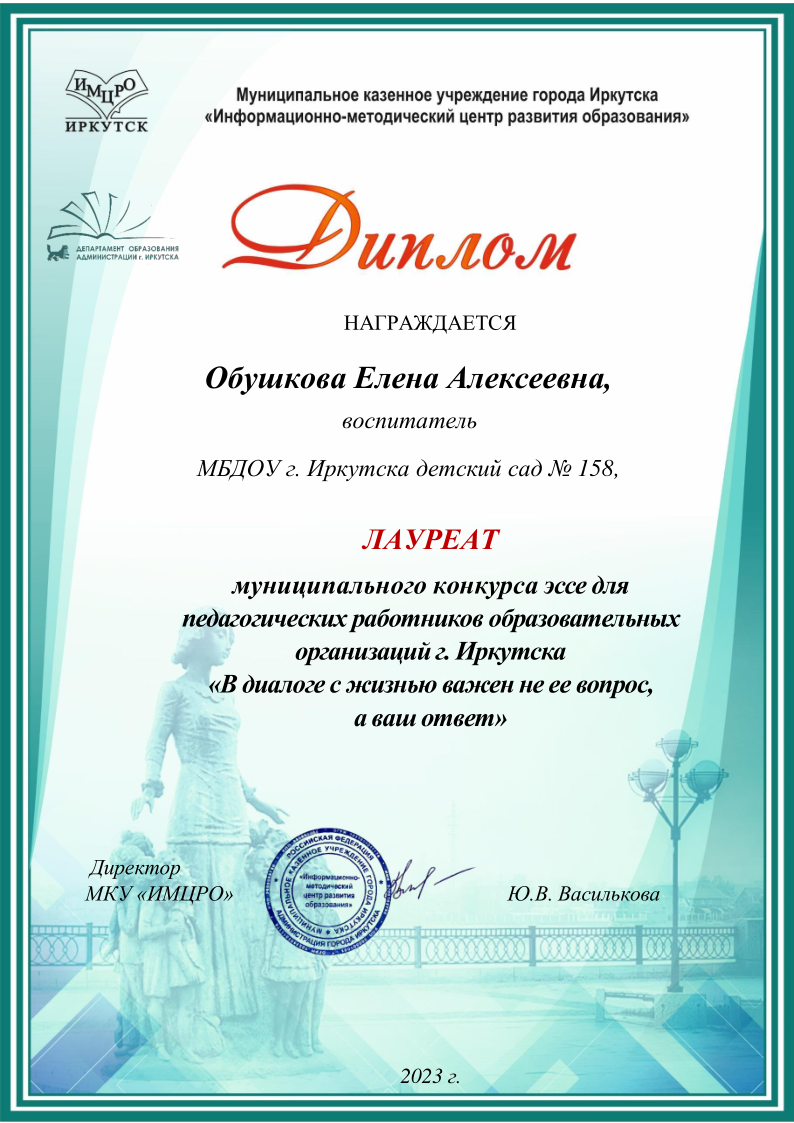 ИМЦРО
ИРКУТСК
Муниципальное казенное учреждение города Иркутска
«Информационно-методический центр развития образования»
ДЕПАРТАМЕНТ ОБРАЗОВАНИЯ
АДМИНИСТРАЦИИ г. ИРКУТСКА
Диплом
НАГРАЖДАЕТСЯ
Обушкова Елена Алексеевна,
воспитатель
МБДОУ г. Иркутска детский сад № 158,
ЛАУРЕАТ
муниципального конкурса эссе для
педагогических работников образовательных
организаций г. Иркутска
«В диалоге с жизнью важен не ее вопрос,
а ваш ответ»
Директор
МКУ «ИМЦРО»
РОССИЙСКАЯ ФЕДЕРАЦИЯ
АДМИНИСТРАЦИЯ ГОРОДА ИРКУТСКА
МУНИЦИПАЛЬНОЕ КАЗЕННОЕ УЧРЕЖДЕНИЕ ГОРОДА ИРКУТСКА
«Информационно-
методический
центр развития
образования»
Ю.В. Василькова
2023 г.